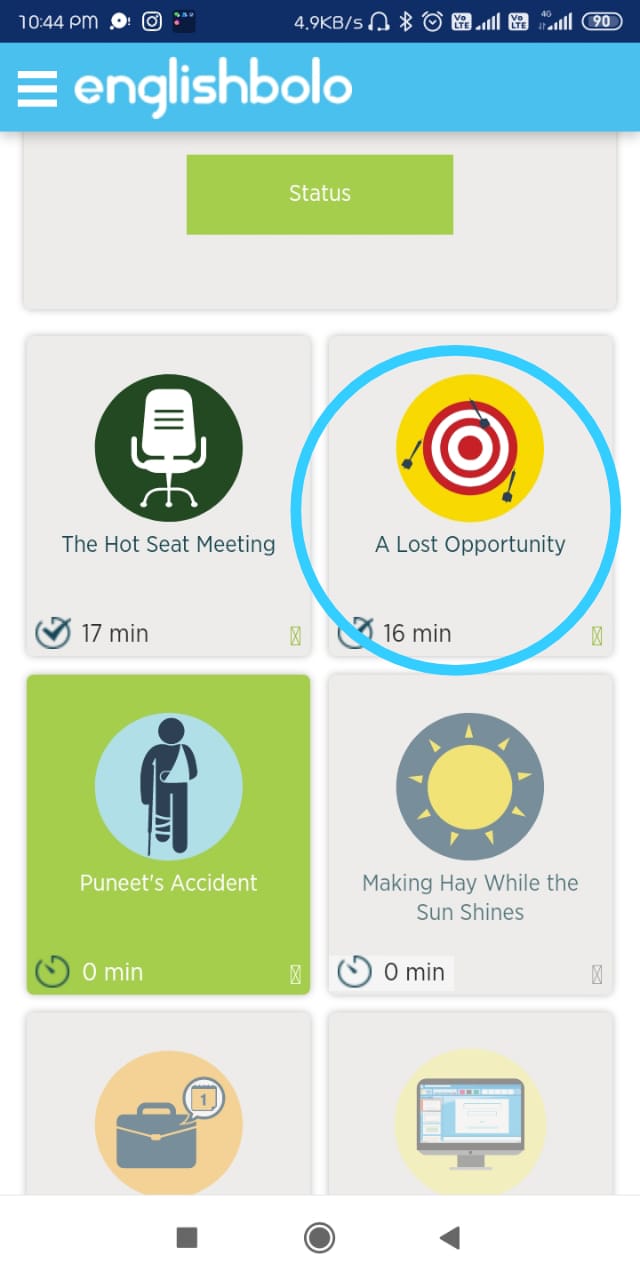 10:44 PM 4.9KB/s Vo LTE Vo LTE 4G 90
englishbolo
Status
The Hot Seat Meeting
A Lost Opportunity
17 min
16 min
Puneet's Accident
Making Hay While the
Sun Shines
0 min
0 min
1